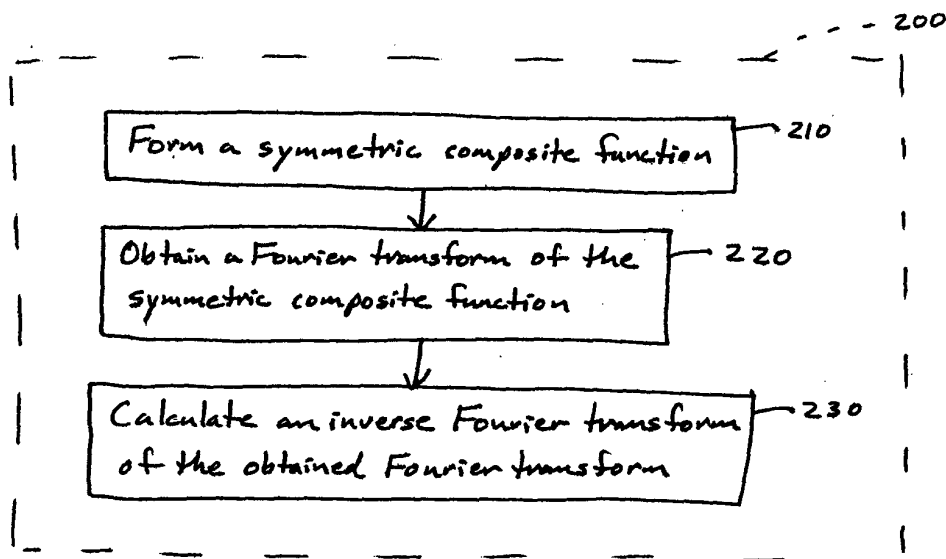 200
Form a symmetric composite function
210
Obtain a Fourier transform of the
symmetric composite function
220
Calculate an inverse Fourier transform
of the obtained Fourier transform
230